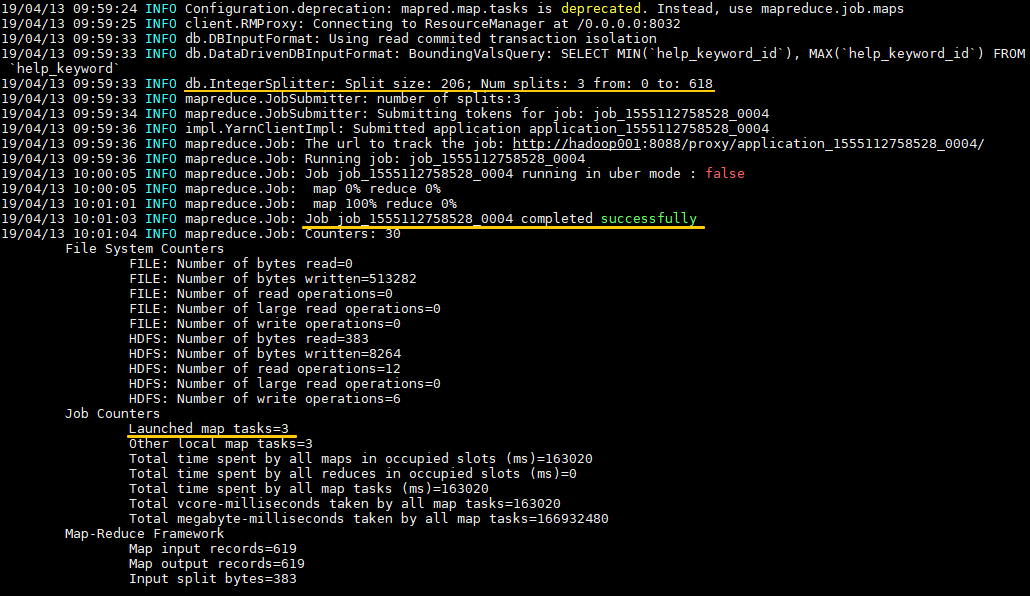 19/04/13 09:59:24 INFO Configuration.deprecation: mapred.map.tasks is deprecated. Instead, use mapreduce.job.maps
19/04/13 09:59:25 INFO client.RMProxy: Connecting to ResourceManager at /0.0.0.0:8032
19/04/13 09:59:33 INFO db.DBInputFormat: Using read commited transaction isolation
19/04/13 09:59:33 INFO db.DataDrivenDBInputFormat: BoundingValsQuery: SELECT MIN(`help_keyword_id`), MAX(`help_keyword_id`) FROM
`help_keyword`
19/04/13 09:59:33 INFO db.IntegerSplitter: Split size: 206; Num splits: 3 from: 0 to: 618
19/04/13 09:59:33 INFO mapreduce.JobSubmitter: number of splits:3
19/04/13 09:59:34 INFO mapreduce.JobSubmitter: Submitting tokens for job: job_1555112758528_0004
19/04/13 09:59:36 INFO impl.YarnClientImpl: Submitted application application_1555112758528_0004
19/04/13 09:59:36 INFO mapreduce.Job: The url to track the job: http://hadoop001:8088/proxy/application_1555112758528_0004/
19/04/13 09:59:36 INFO mapreduce.Job: Running job: job_1555112758528_0004
19/04/13 10:00:05 INFO mapreduce.Job: Job job_1555112758528_0004 running in uber mode : false
19/04/13 10:00:05 INFO mapreduce.Job:  map 0% reduce 0%
19/04/13 10:01:01 INFO mapreduce.Job:  map 100% reduce 0%
19/04/13 10:01:03 INFO mapreduce.Job: Job job_1555112758528_0004 completed successfully
19/04/13 10:01:04 INFO mapreduce.Job: Counters: 30
File System Counters
FILE: Number of bytes read=0
FILE: Number of bytes written=513282
FILE: Number of read operations=0
FILE: Number of large read operations=0
FILE: Number of write operations=0
HDFS: Number of bytes read=383
HDFS: Number of bytes written=8264
HDFS: Number of read operations=12
HDFS: Number of large read operations=0
HDFS: Number of write operations=6
Job Counters
Launched map tasks=3
Other local map tasks=3
Total time spent by all maps in occupied slots (ms)=163020
Total time spent by all reduces in occupied slots (ms)=0
Total time spent by all map tasks (ms)=163020
Total vcore-milliseconds taken by all map tasks=163020
Total megabyte-milliseconds taken by all map tasks=166932480
Map-Reduce Framework
Map input records=619
Map output records=619
Input split bytes=383